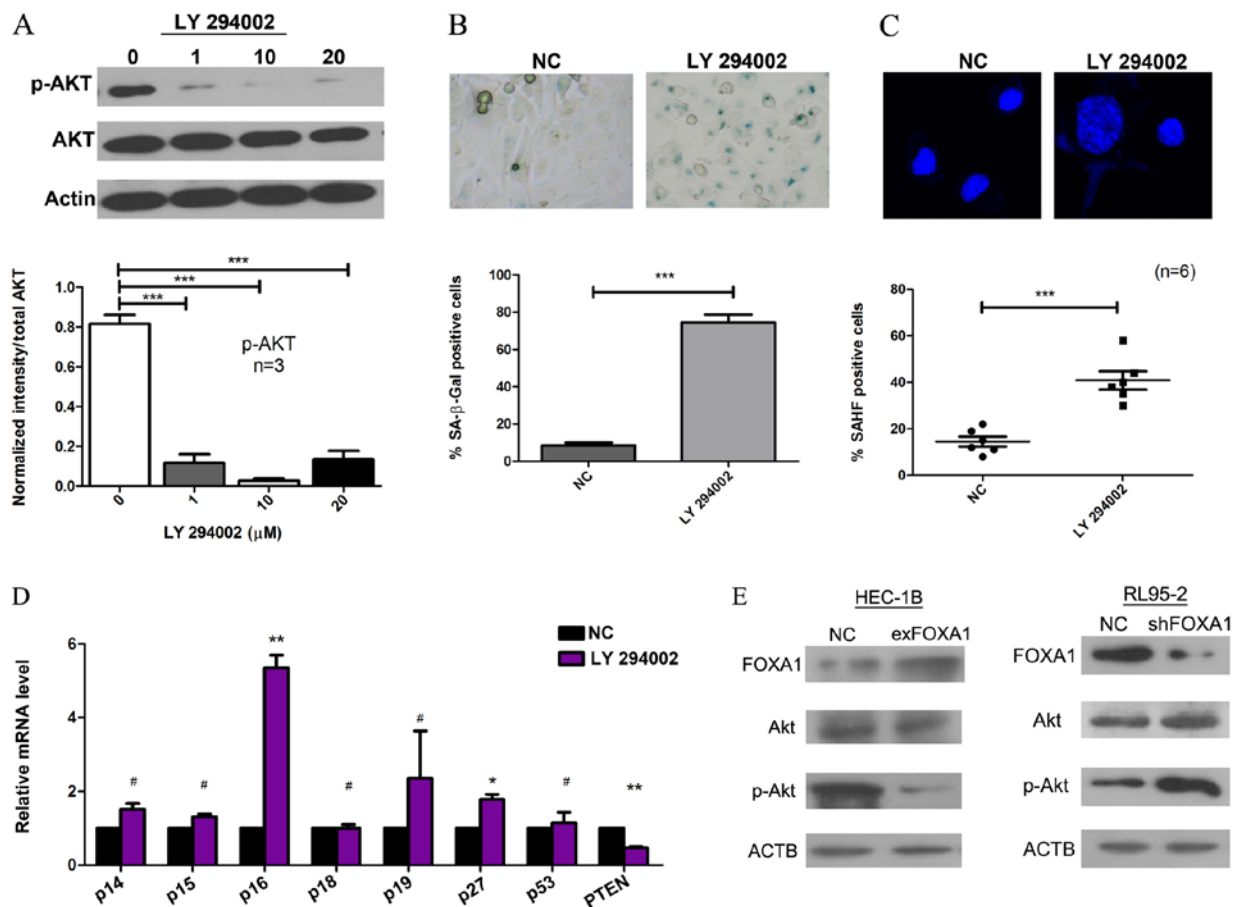 A
LY 294002
0 1 10 20
p-AKT
AKT
Actin
Normalized intensity/total AKT
1.0
0.8
0.6
0.4
0.2
0.0
***
***
***
p-AKT
n=3
0 1 10 20
LY 294002 (μM)
B
NC LY 294002
% SA-β-Gal positive cells
100
80
60
40
20
0
***
NC LY 294002
C
NC LY 294002
(n=6)
% SAHF positive cells
80
60
40
20
0
***
NC LY 294002
D
Relative mRNA level
6
4
2
0
NC
LY 294002
# # ** # # * # **
p14 p15 p16 p18 p19 p27 p53 PTEN
E
HEC-1B
NC exFOXA1
FOXA1
Akt
p-Akt
ACTB
RL95-2
NC shFOXA1
FOXA1
Akt
p-Akt
ACTB